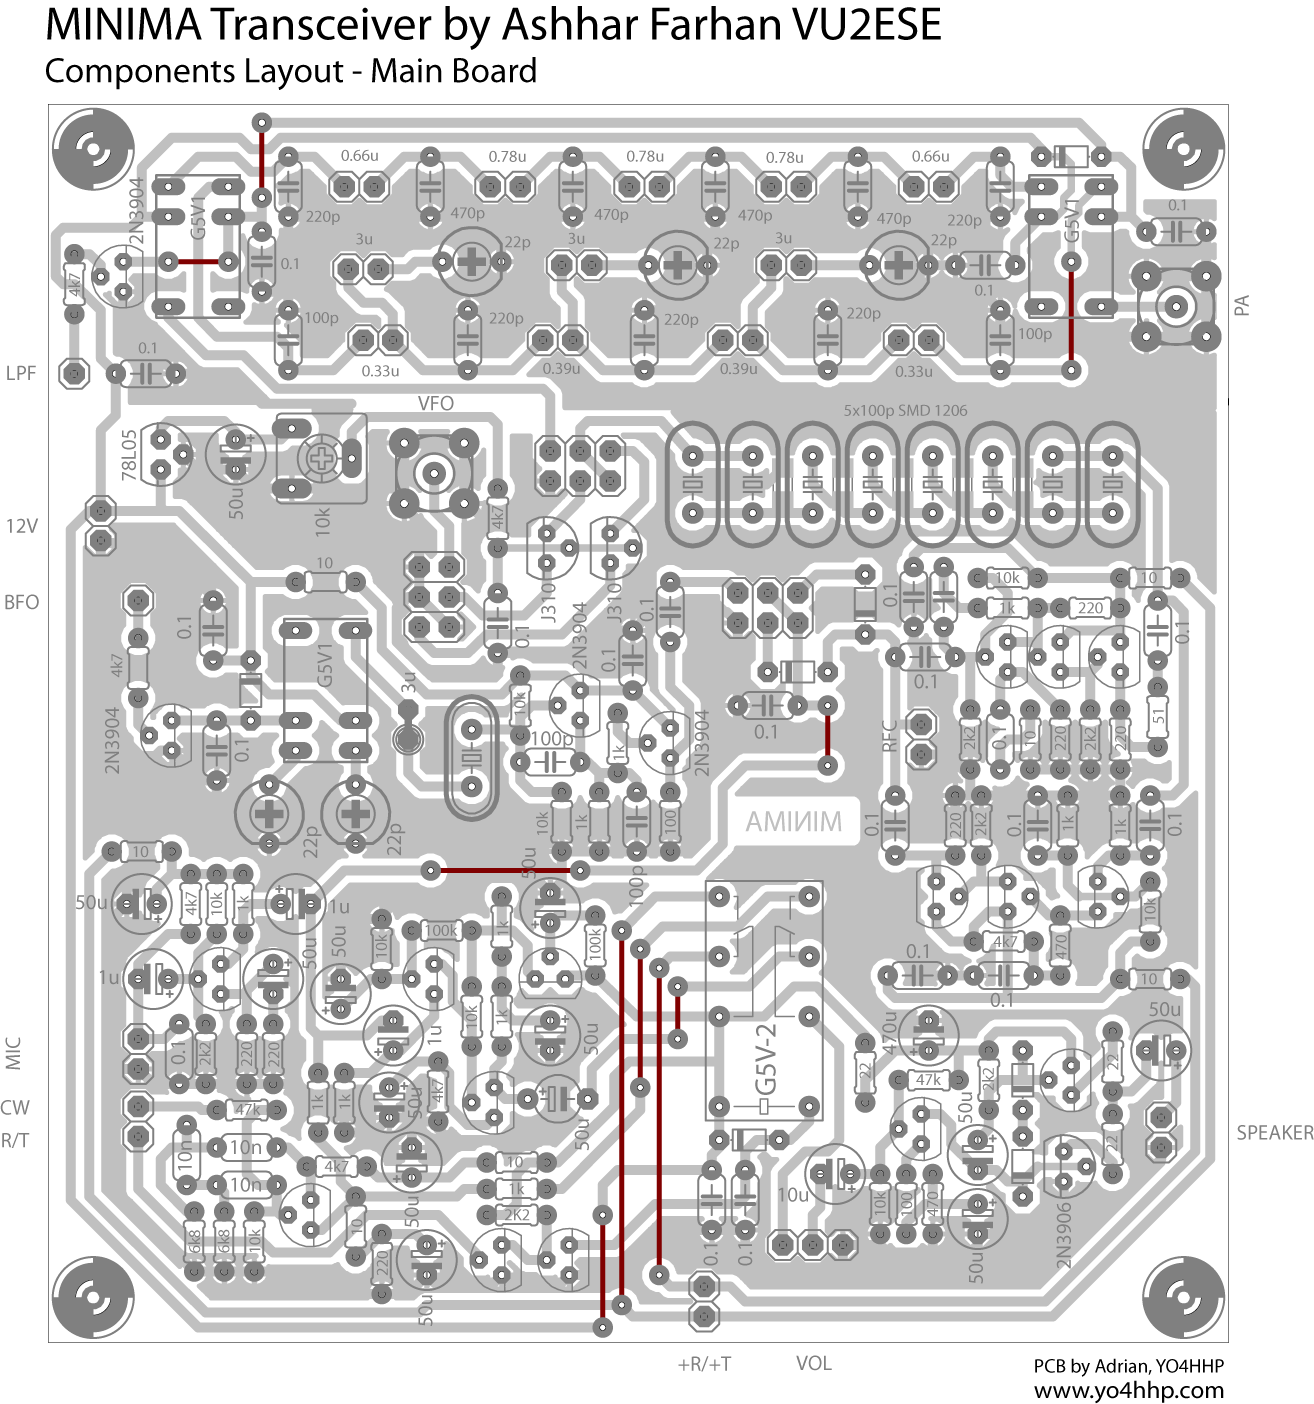 MINIMA Transceiver by Ashhar Farhan VU2ESE
Components Layout - Main Board
0.66u
0.78u
0.78u
0.78u
0.66u
2N3904
G5V1
220p
470p
470p
470p
470p
220p
G5V1
0.1
3u
22p
3u
22p
3u
22p
4k7
0.1
0.1
PA
100p
220p
220p
220p
100p
0.1
LPF
0.33u
0.39u
0.39u
0.33u
VFO
5x100p SMD 1206
78L05
50u
10k
4k7
12V
10
J310
J310
10k
10
BFO
0.1
0.1
2N3904
0.1
0.1
0.1
1k
220
0.1
4k7
G5V1
3u
10k
0.1
2N3904
0.1
100p
1k
2N3904
0.1
RFC
2k2
0.1
10
220
2k2
220
51
22p
22p
10k
1k
100p
100
MINIMA
0.1
220
2k2
0.1
1k
1k
0.1
10
50u
50u
4k7
10k
1k
1u
50u
50u
10k
100k
1k
100k
10k
4k7
470
1u
0.1
0.1
10
10k
1k
50u
MIC
0.1
2k2
220
220
1u
50u
G5V-2
22
470u
47k
2k2
22
50u
CW
47k
1k
1k
50u
4k7
50u
50u
R/T
10n
10n
10n
4k7
50u
10
1k
2K2
22
SPEAKER
10u
10k
100
470
50u
2N3906
6k8
6k8
10k
10
220
50u
0.1
0.1
+R/+T
VOL
PCB by Adrian, YO4HHP
www.yo4hhp.com